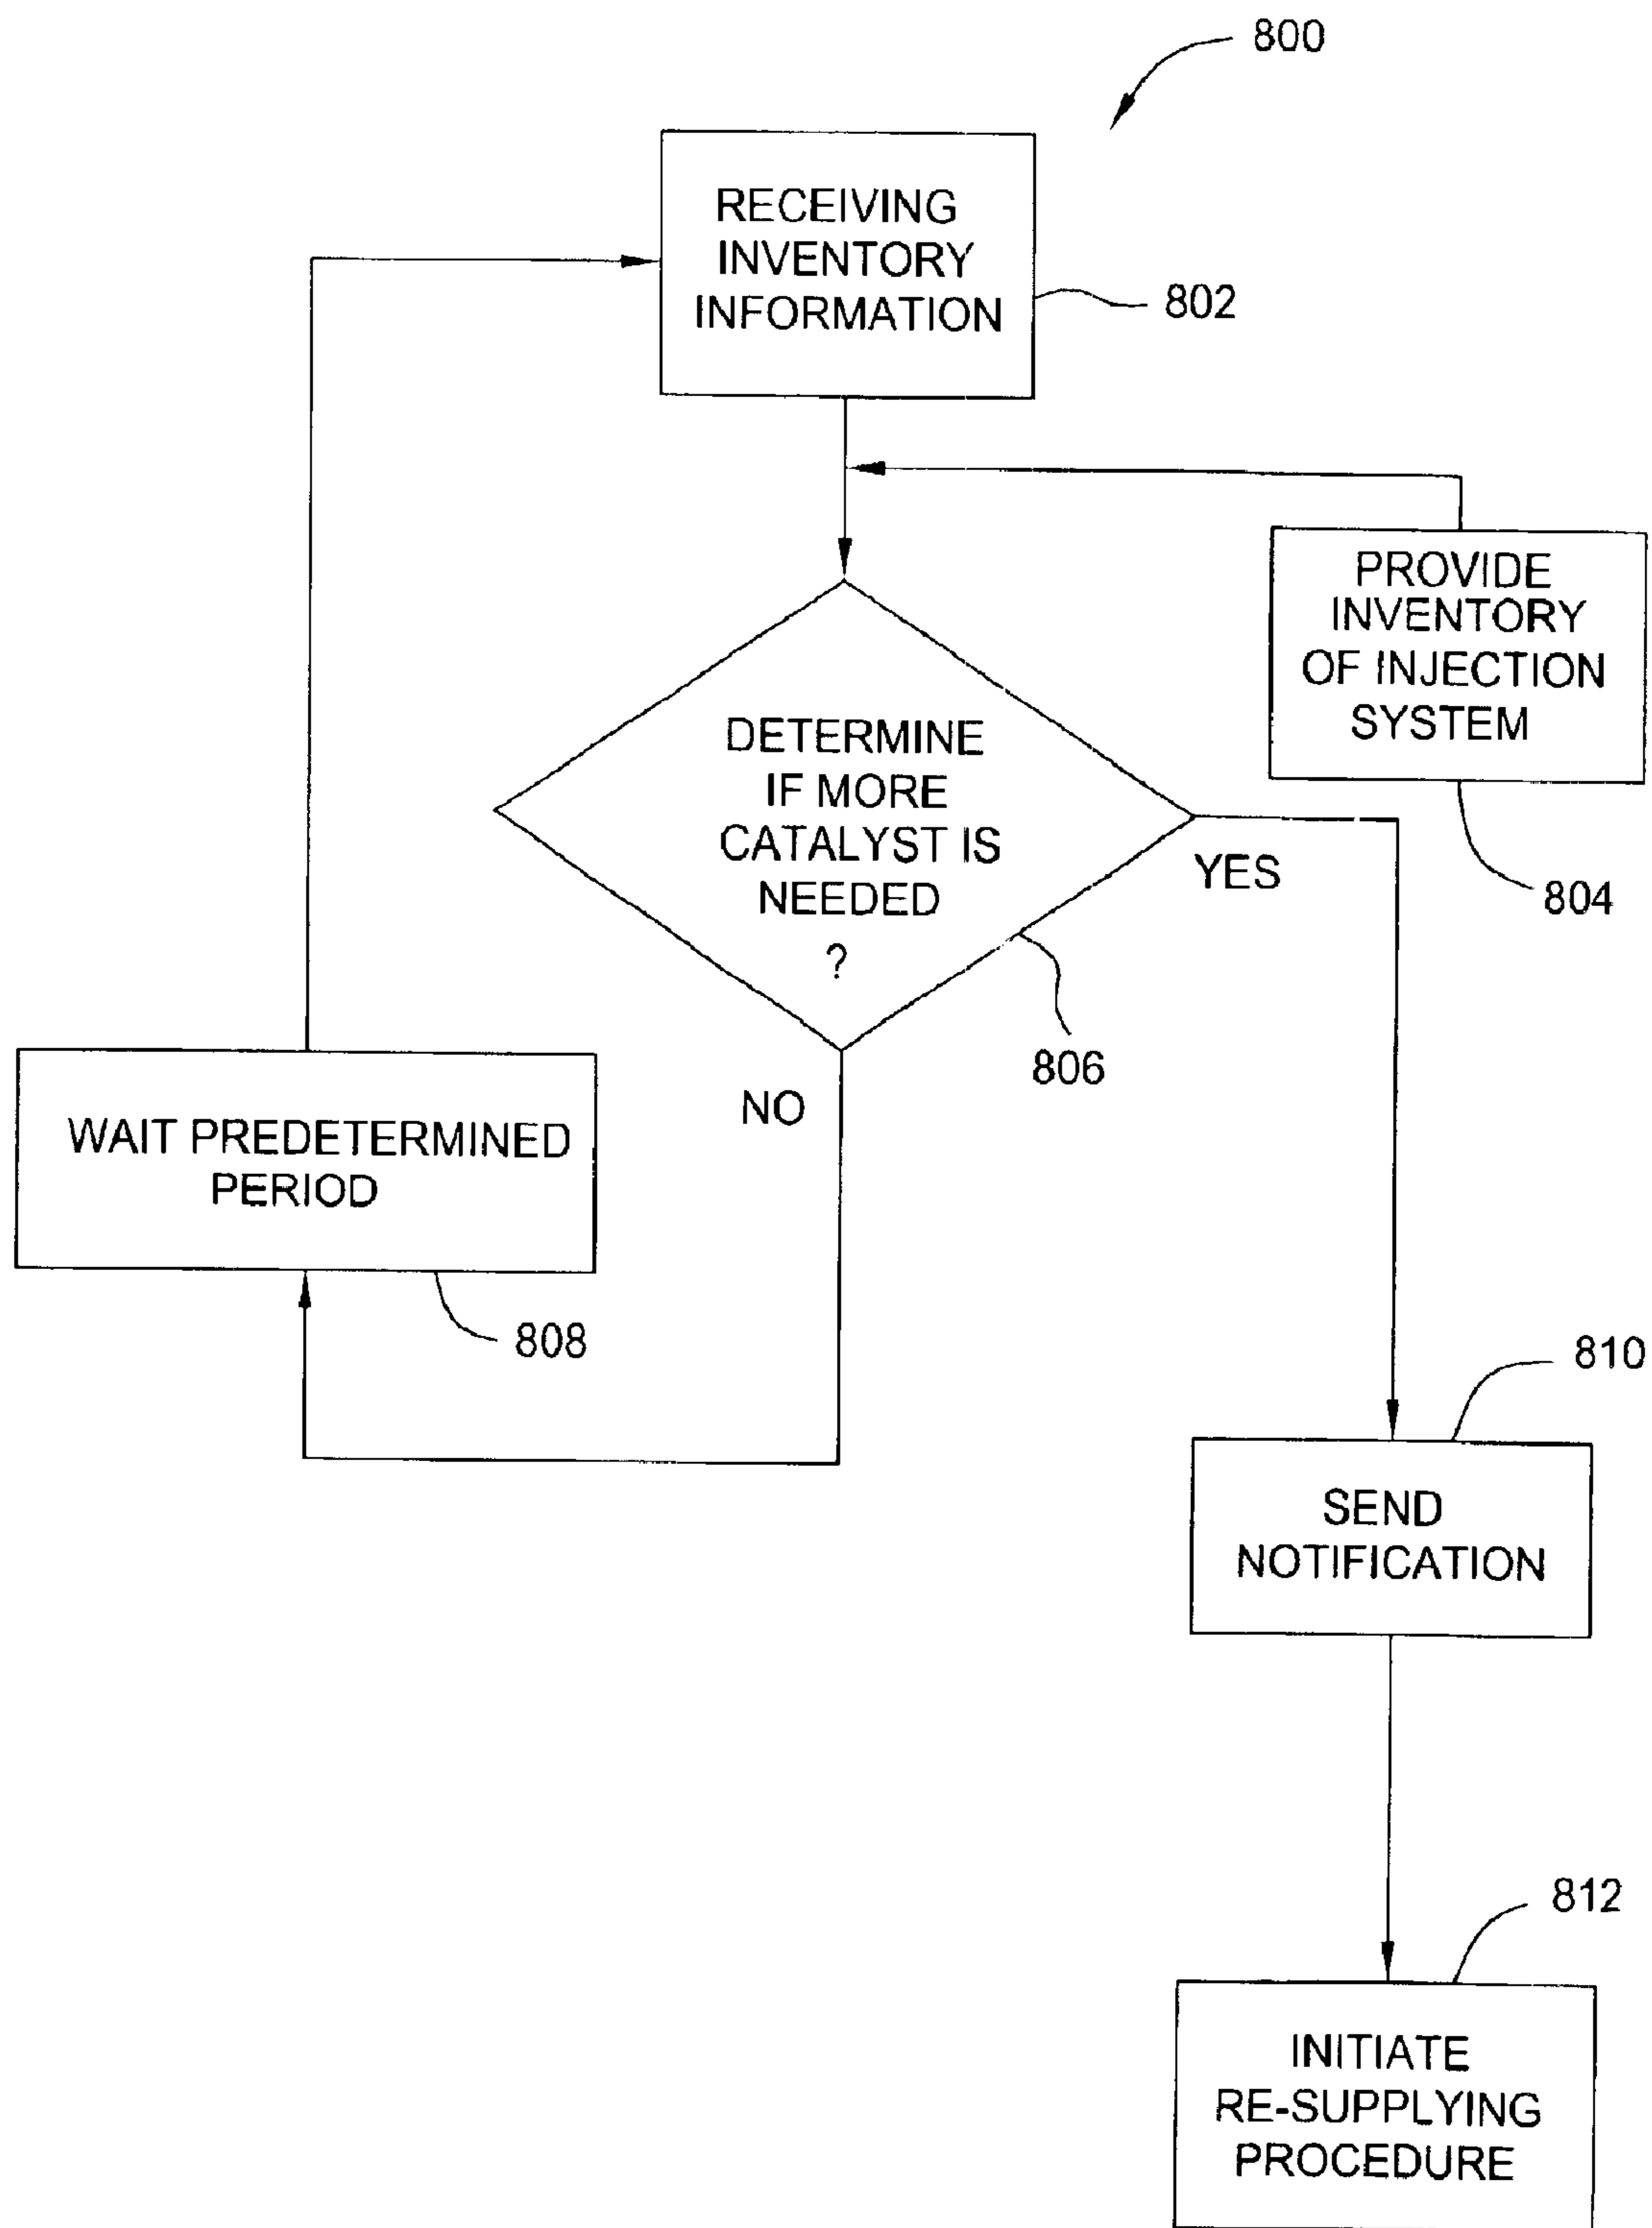 800
RECEIVING
INVENTORY
INFORMATION
802
PROVIDE
INVENTORY
OF INJECTION
SYSTEM
804
DETERMINE
IF MORE
CATALYST IS
NEEDED
?
YES
806
NO
WAIT PREDETERMINED
PERIOD
808
810
SEND
NOTIFICATION
812
INITIATE
RE-SUPPLYING
PROCEDURE